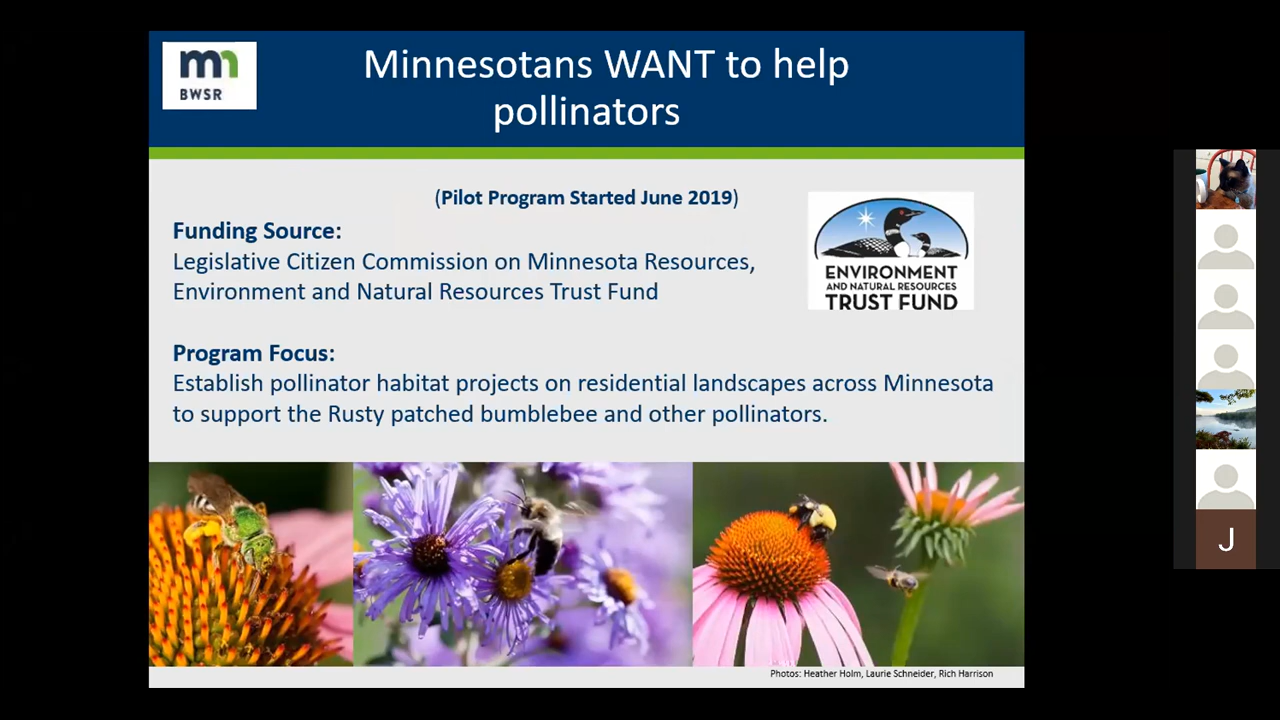 mn
BWSR
Minnesotans WANT to help
pollinators
(Pilot Program Started June 2019)
Funding Source:
Legislative Citizen Commission on Minnesota Resources,
Environment and Natural Resources Trust Fund
ENVIRONMENT
AND NATURAL RESOURCES
TRUST FUND
Program Focus:
Establish pollinator habitat projects on residential landscapes across Minnesota
to support the Rusty patched bumblebee and other pollinators.
Photos: Heather Holm, Laurie Schneider, Rich Harrison
J